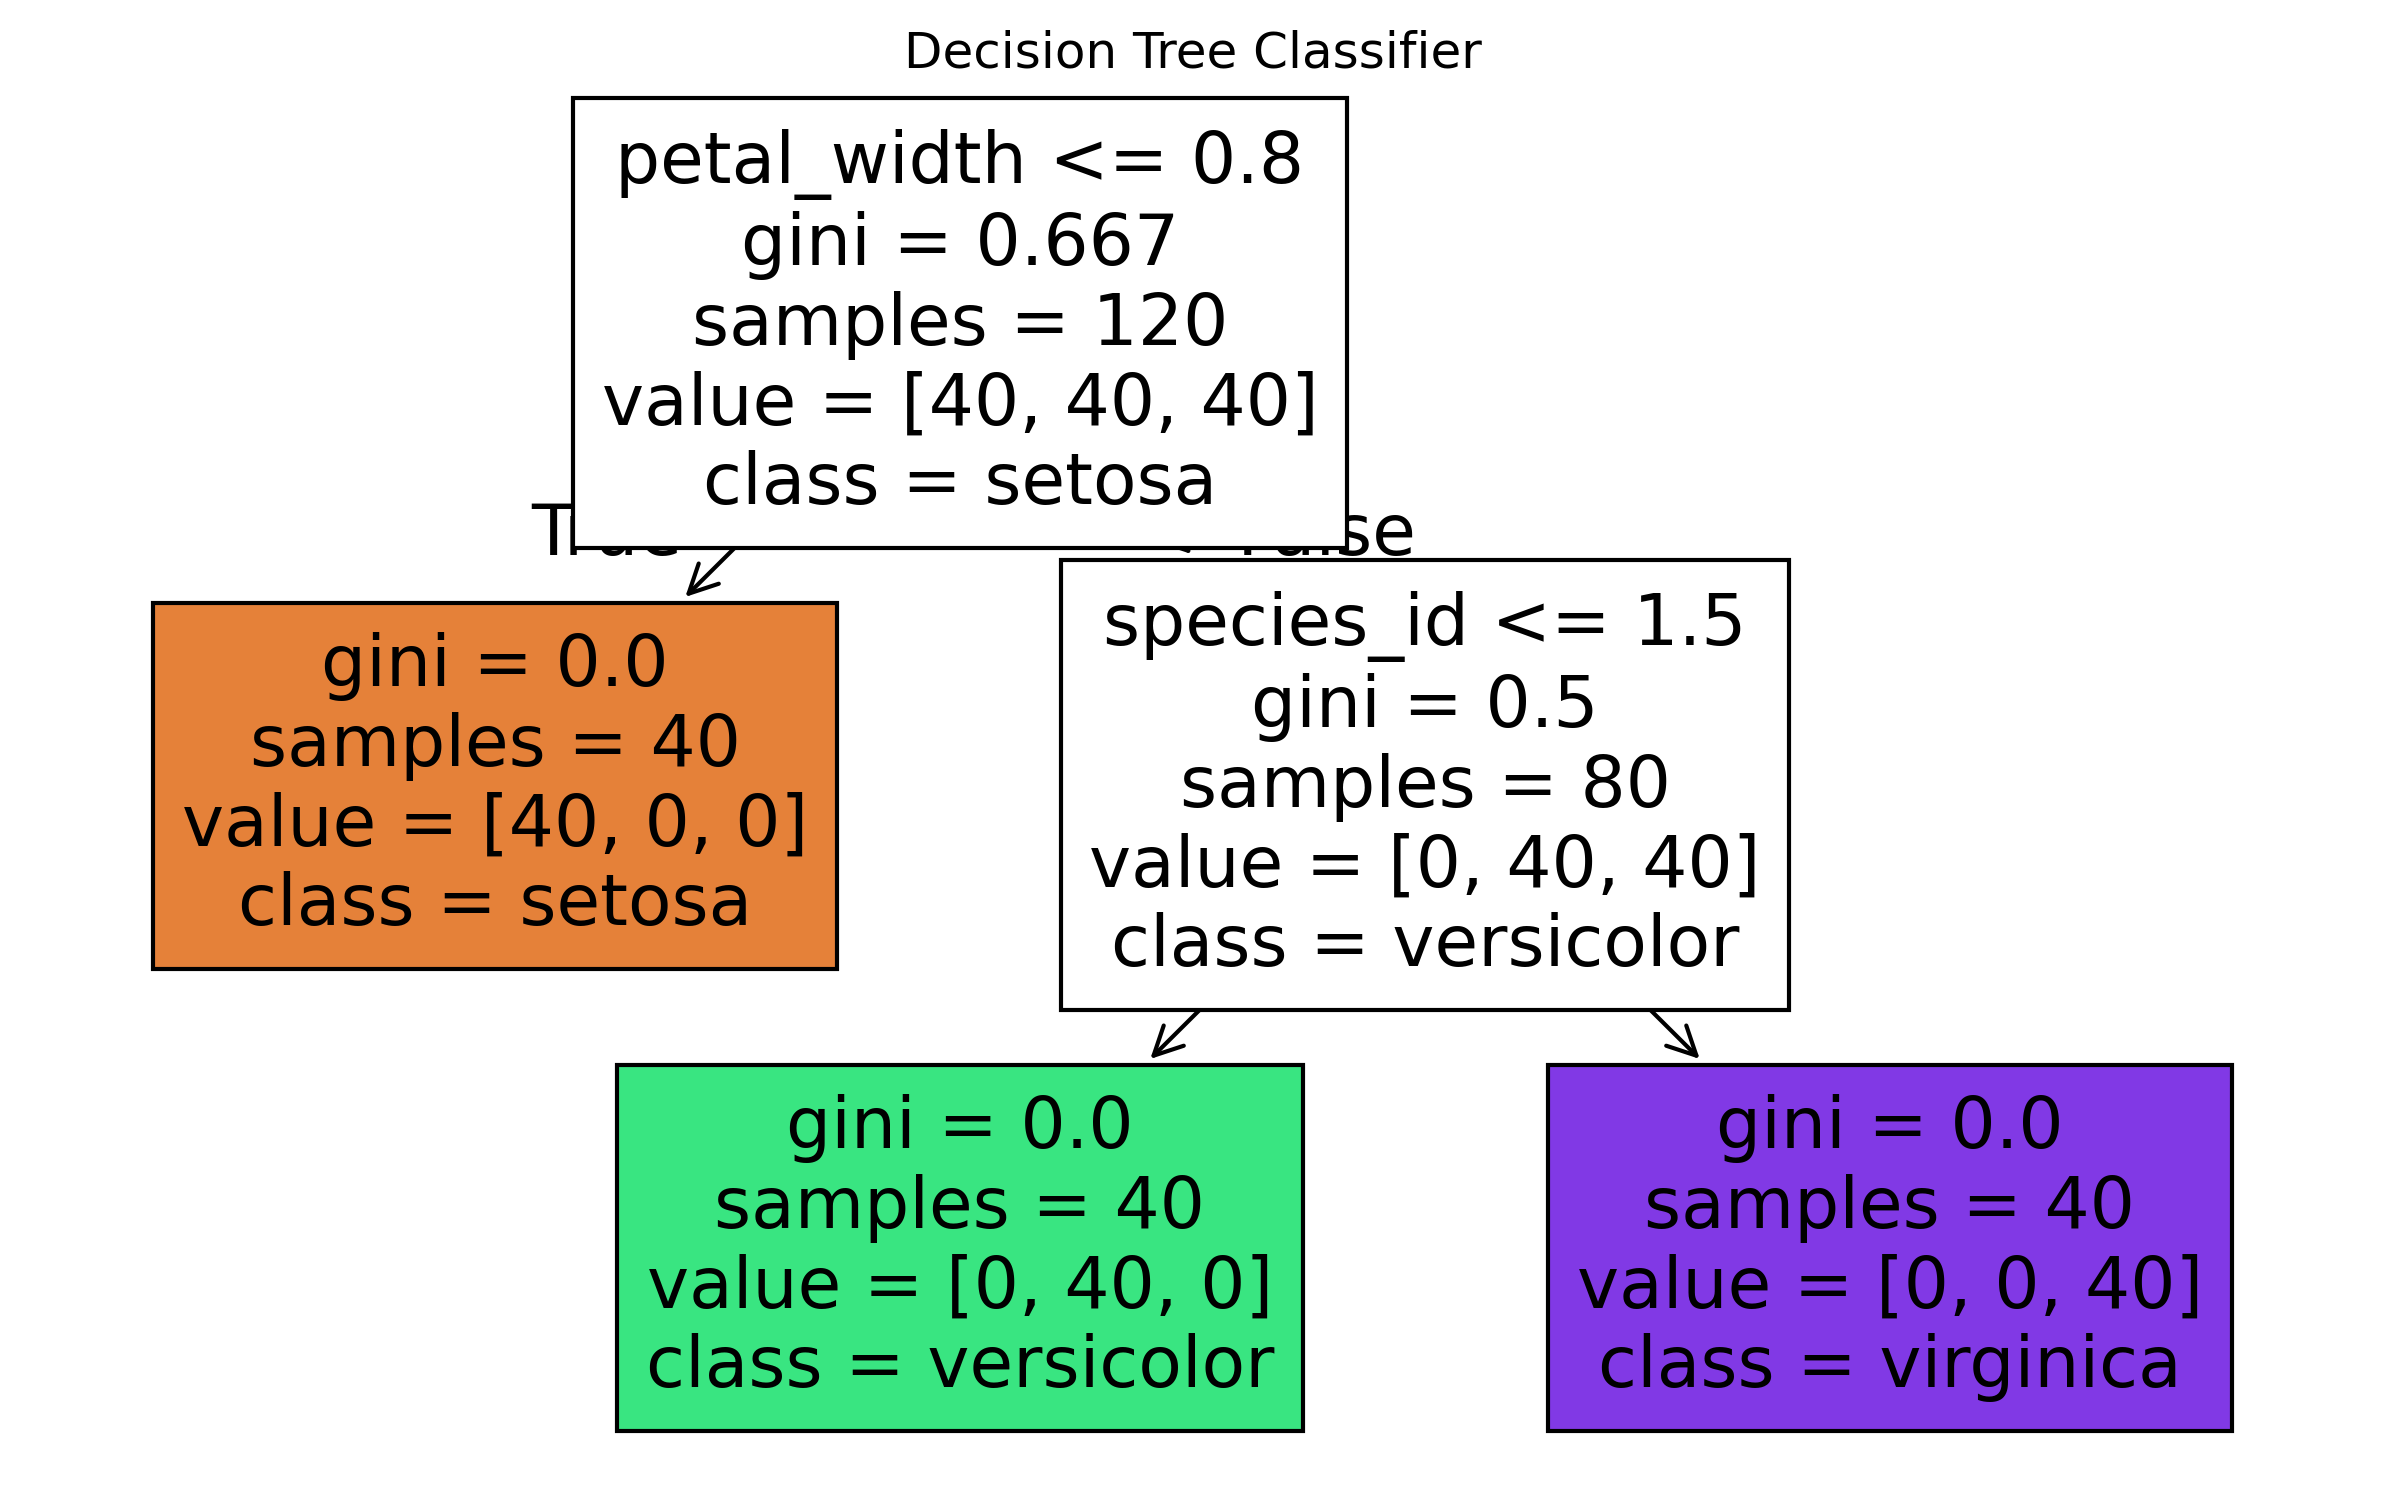 Decision Tree Classifier
petal_width <= 0.8
gini = 0.667
samples = 120
value = [40, 40, 40]
class = setosa
True
False
gini = 0.0
samples = 40
value = [40, 0, 0]
class = setosa
species_id <= 1.5
gini = 0.5
samples = 80
value = [0, 40, 40]
class = versicolor
gini = 0.0
samples = 40
value = [0, 40, 0]
class = versicolor
gini = 0.0
samples = 40
value = [0, 0, 40]
class = virginica